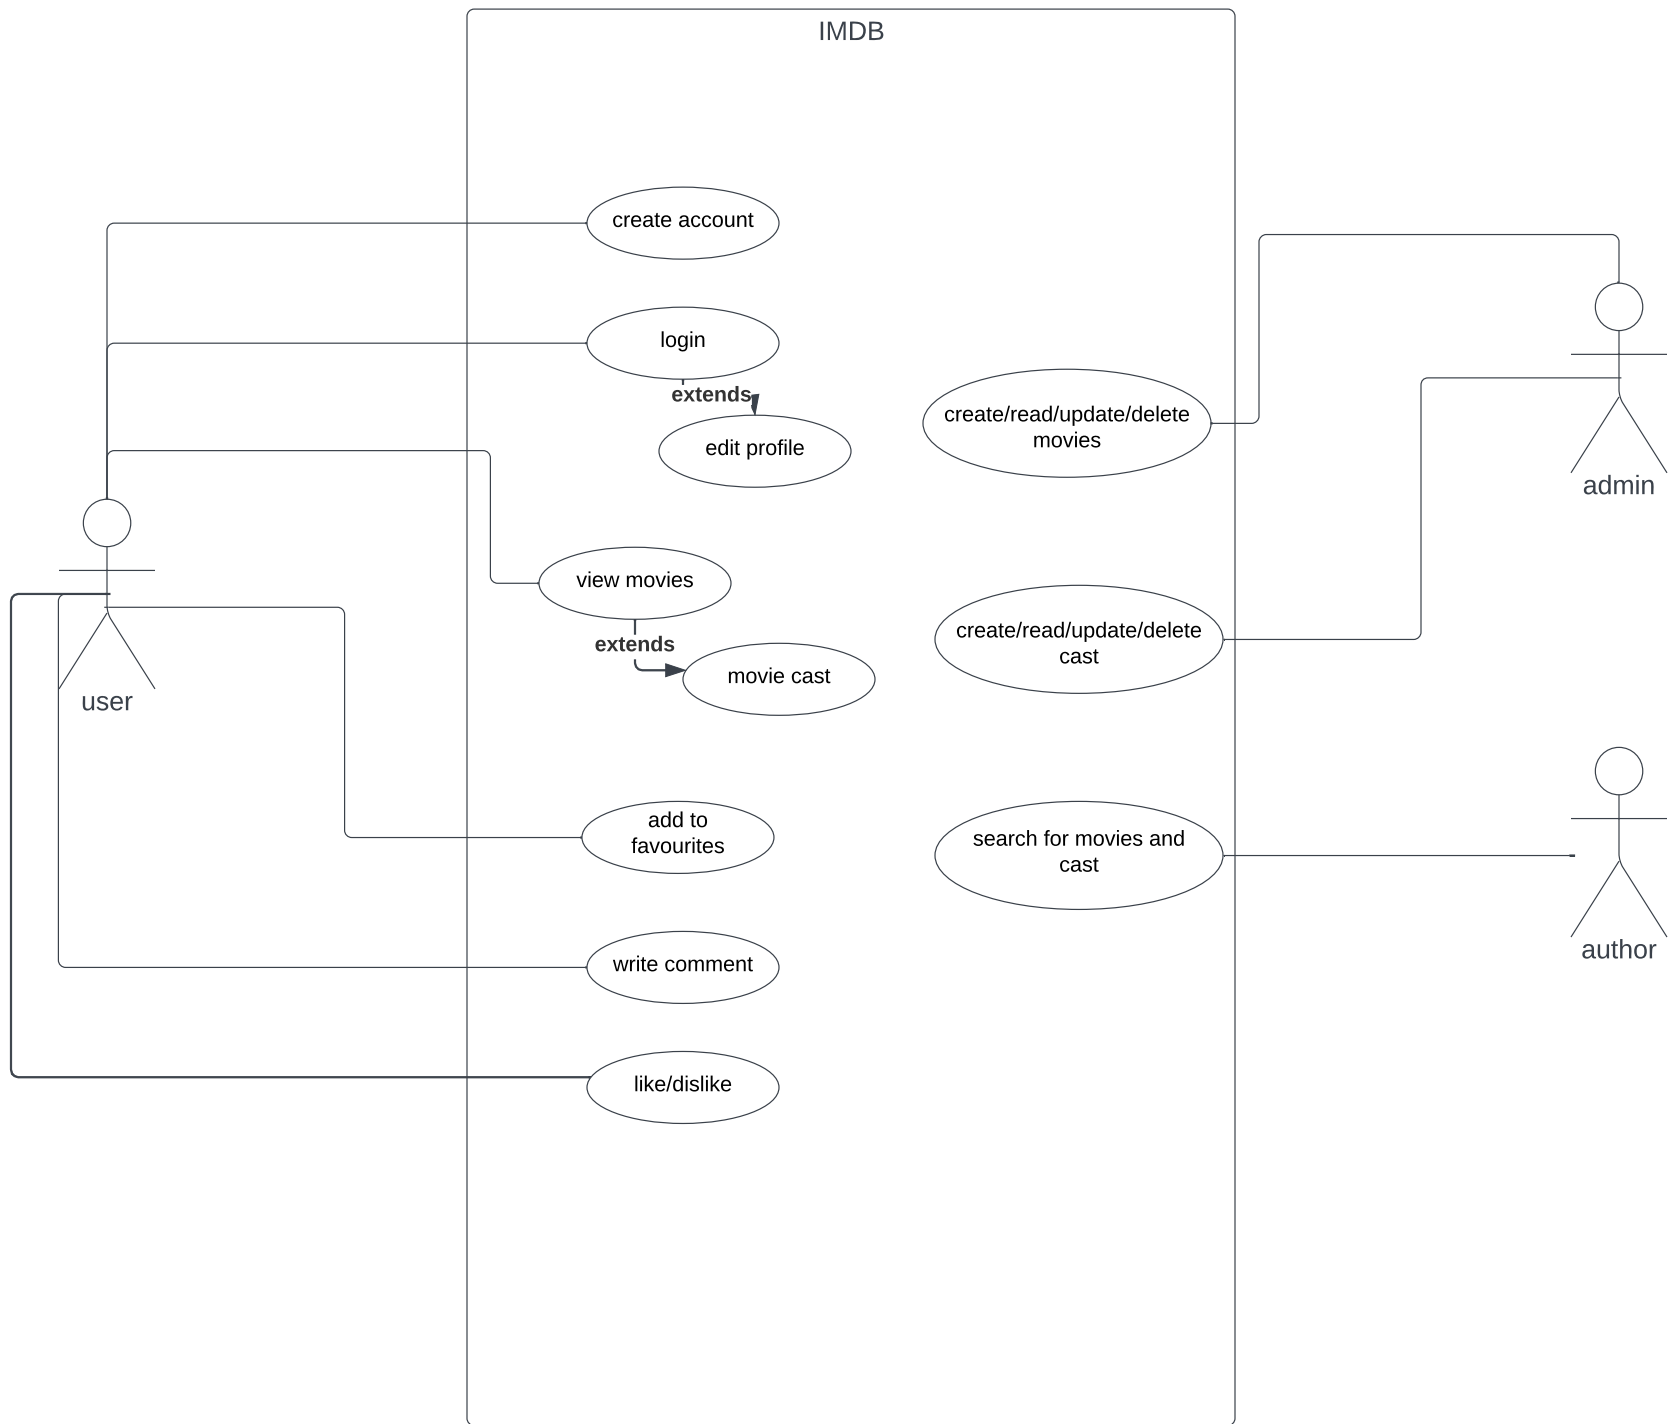 IMDB
create account
login
extends
edit profile
view movies
extends
movie cast
add to
favourites
write comment
like/dislike
create/read/update/delete
movies
create/read/update/delete
cast
search for movies and
cast
user
admin
author